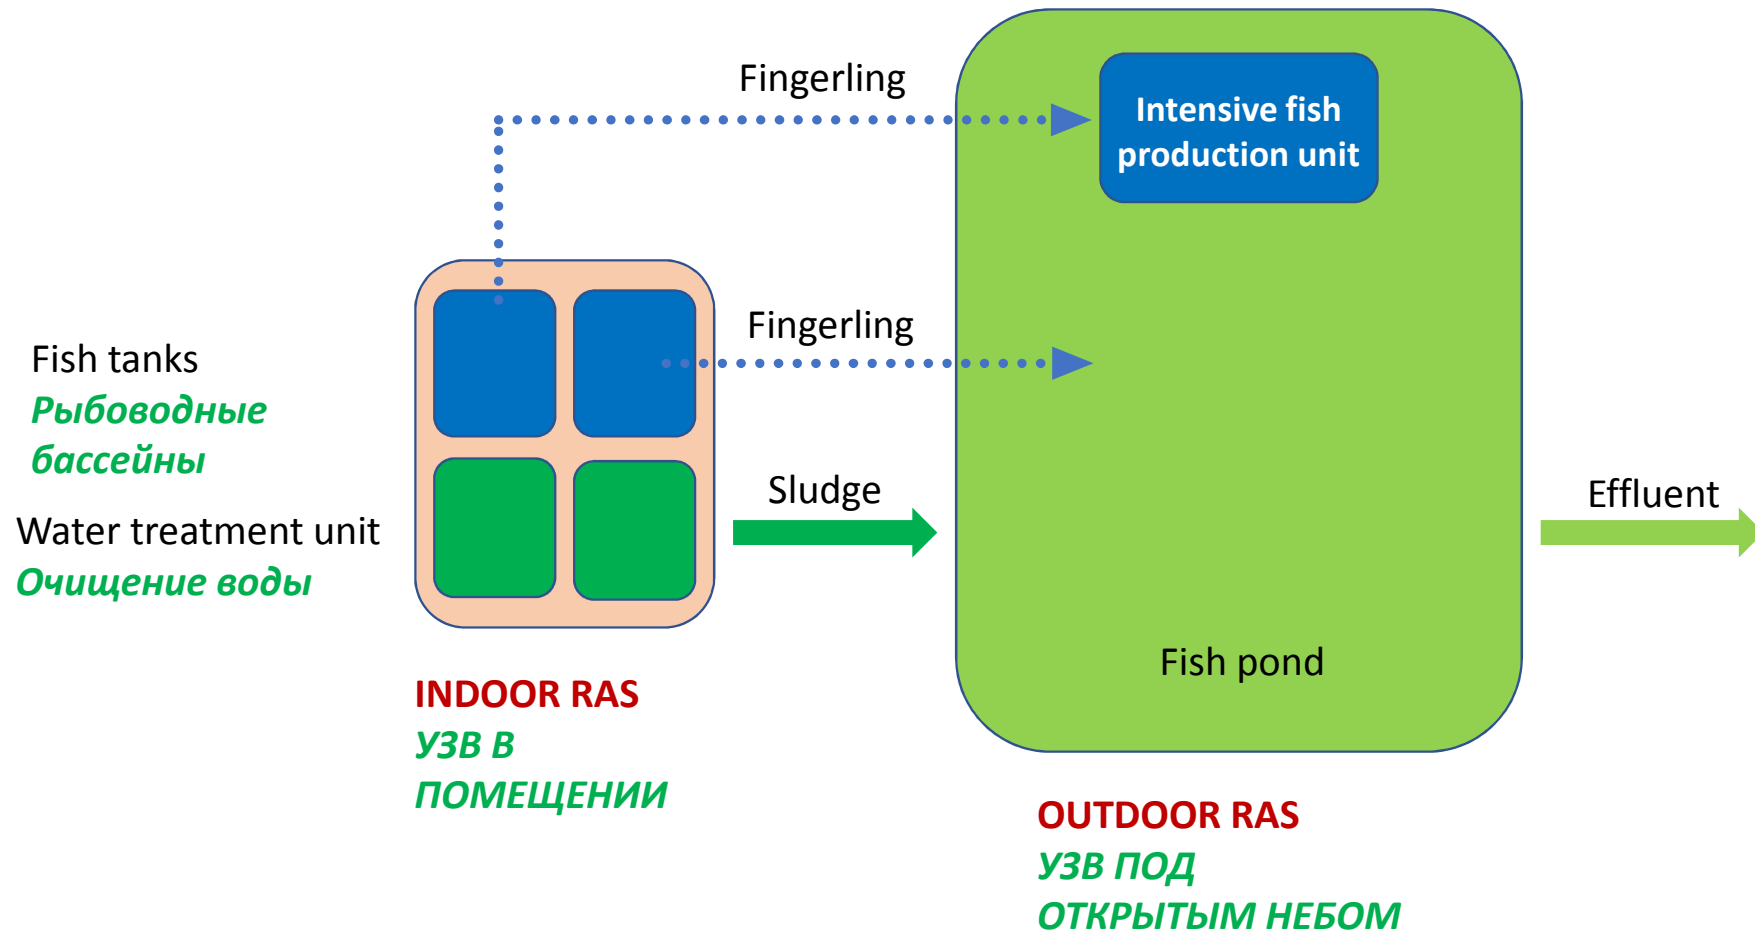 Fingerling
Intensive fish
production unit
Fingerling
Fish tanks
Рыбоводные
бассейны
Water treatment unit
Очищение воды
Sludge
Effluent
Fish pond
INDOOR RAS
УЗВ В
ПОМЕЩЕНИИ
OUTDOOR RAS
УЗВ ПОД
ОТКРЫТЫМ НЕБОМ